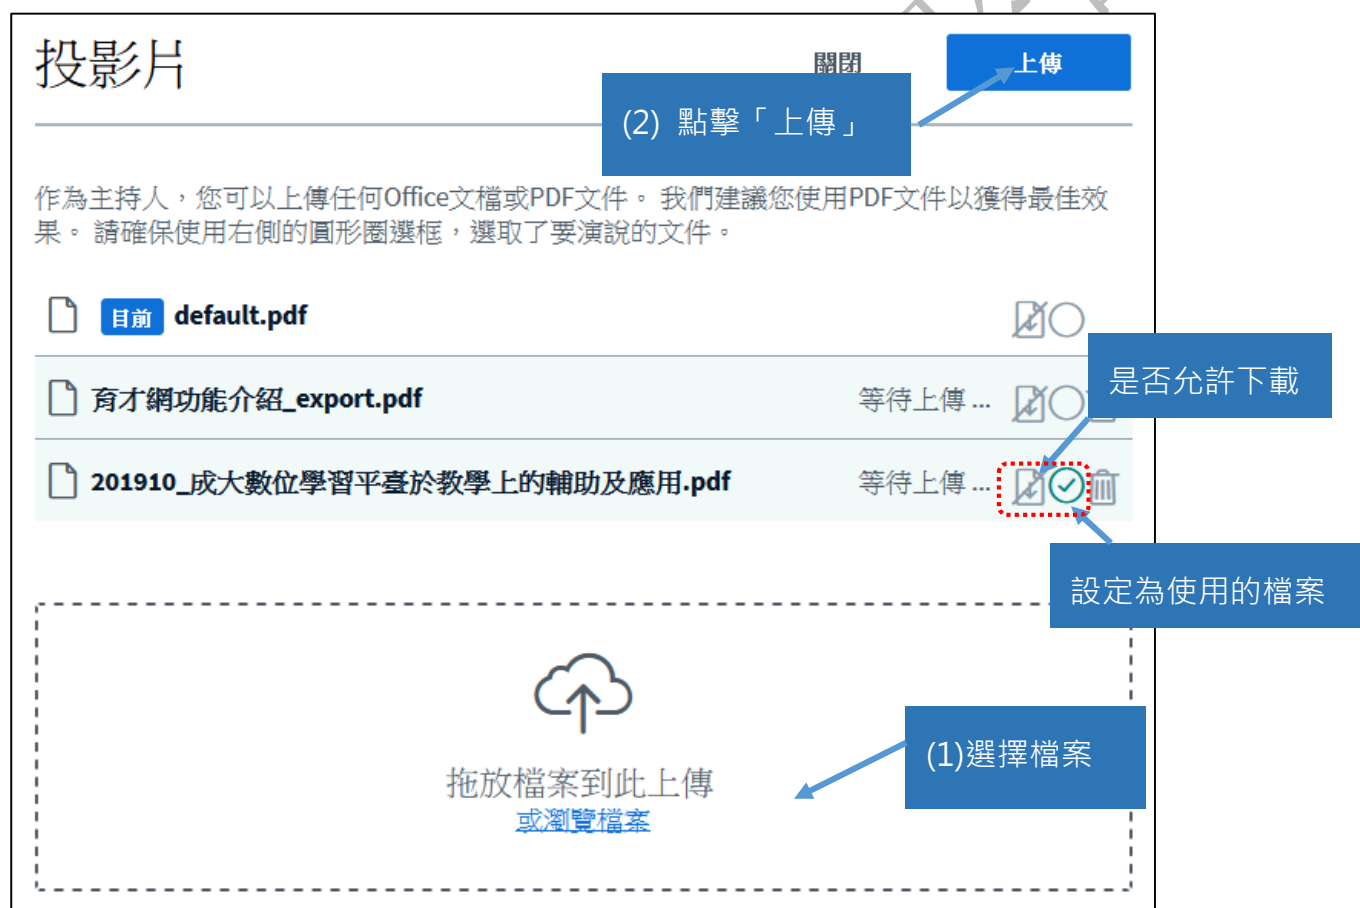 投影片
關閉
上傳
(2) 點擊「上傳」
作為主持人，您可以上傳任何Office文檔或PDF文件。 我們建議您使用PDF文件以獲得最佳效
果。 請確保使用右側的圓形圈選框，選取了要演說的文件。
目前 default.pdf
是否允許下載
育才網功能介紹_export.pdf 等待上傳 ...
201910_成大數位學習平臺於教學上的輔助及應用.pdf 等待上傳 ...
設定為使用的檔案
(1)選擇檔案
拖放檔案到此上傳
或瀏覽檔案